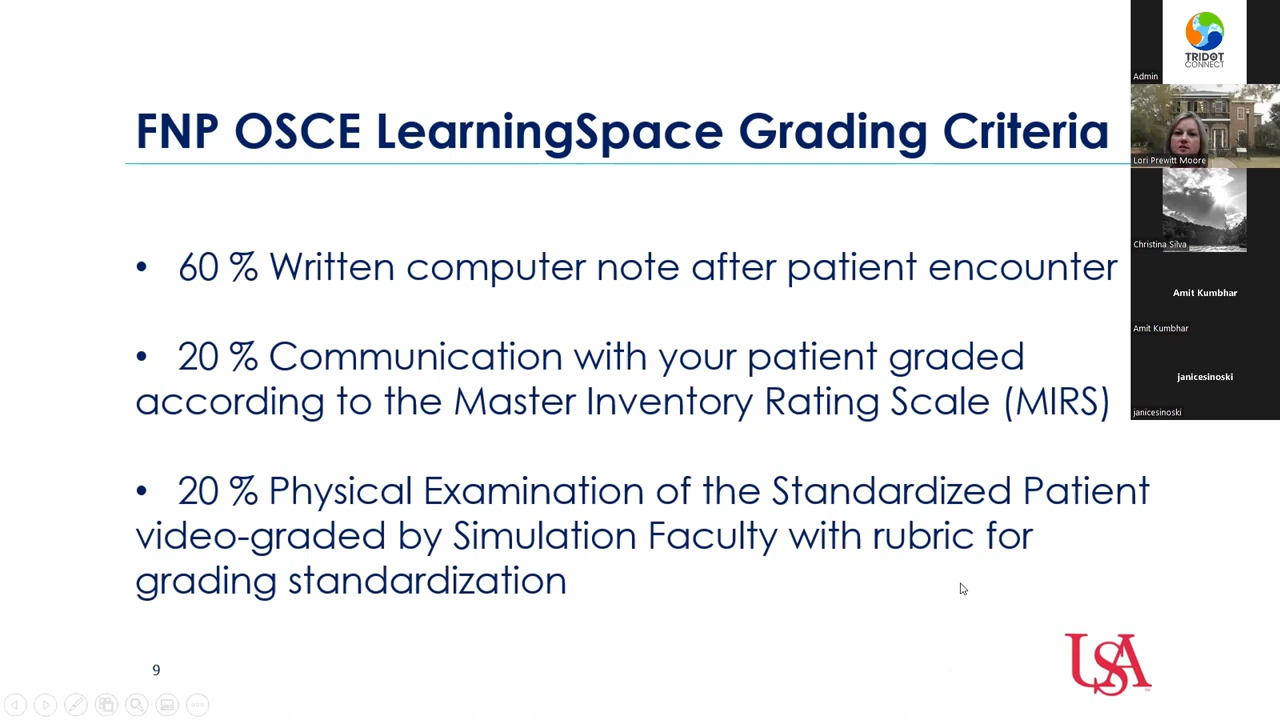 FNP OSCE LearningSpace Grading Criteria
• 60 % Written computer note after patient encounter
• 20 % Communication with your patient graded
according to the Master Inventory Rating Scale (MIRS)
• 20 % Physical Examination of the Standardized Patient
video-graded by Simulation Faculty with rubric for
grading standardization
9
USA
TRIDOT
CONNECT
Admin
Lori Prewitt Moore
Christina Silva
Amit Kumbhar
Amit Kumbhar
janicesinoski
janicesinoski